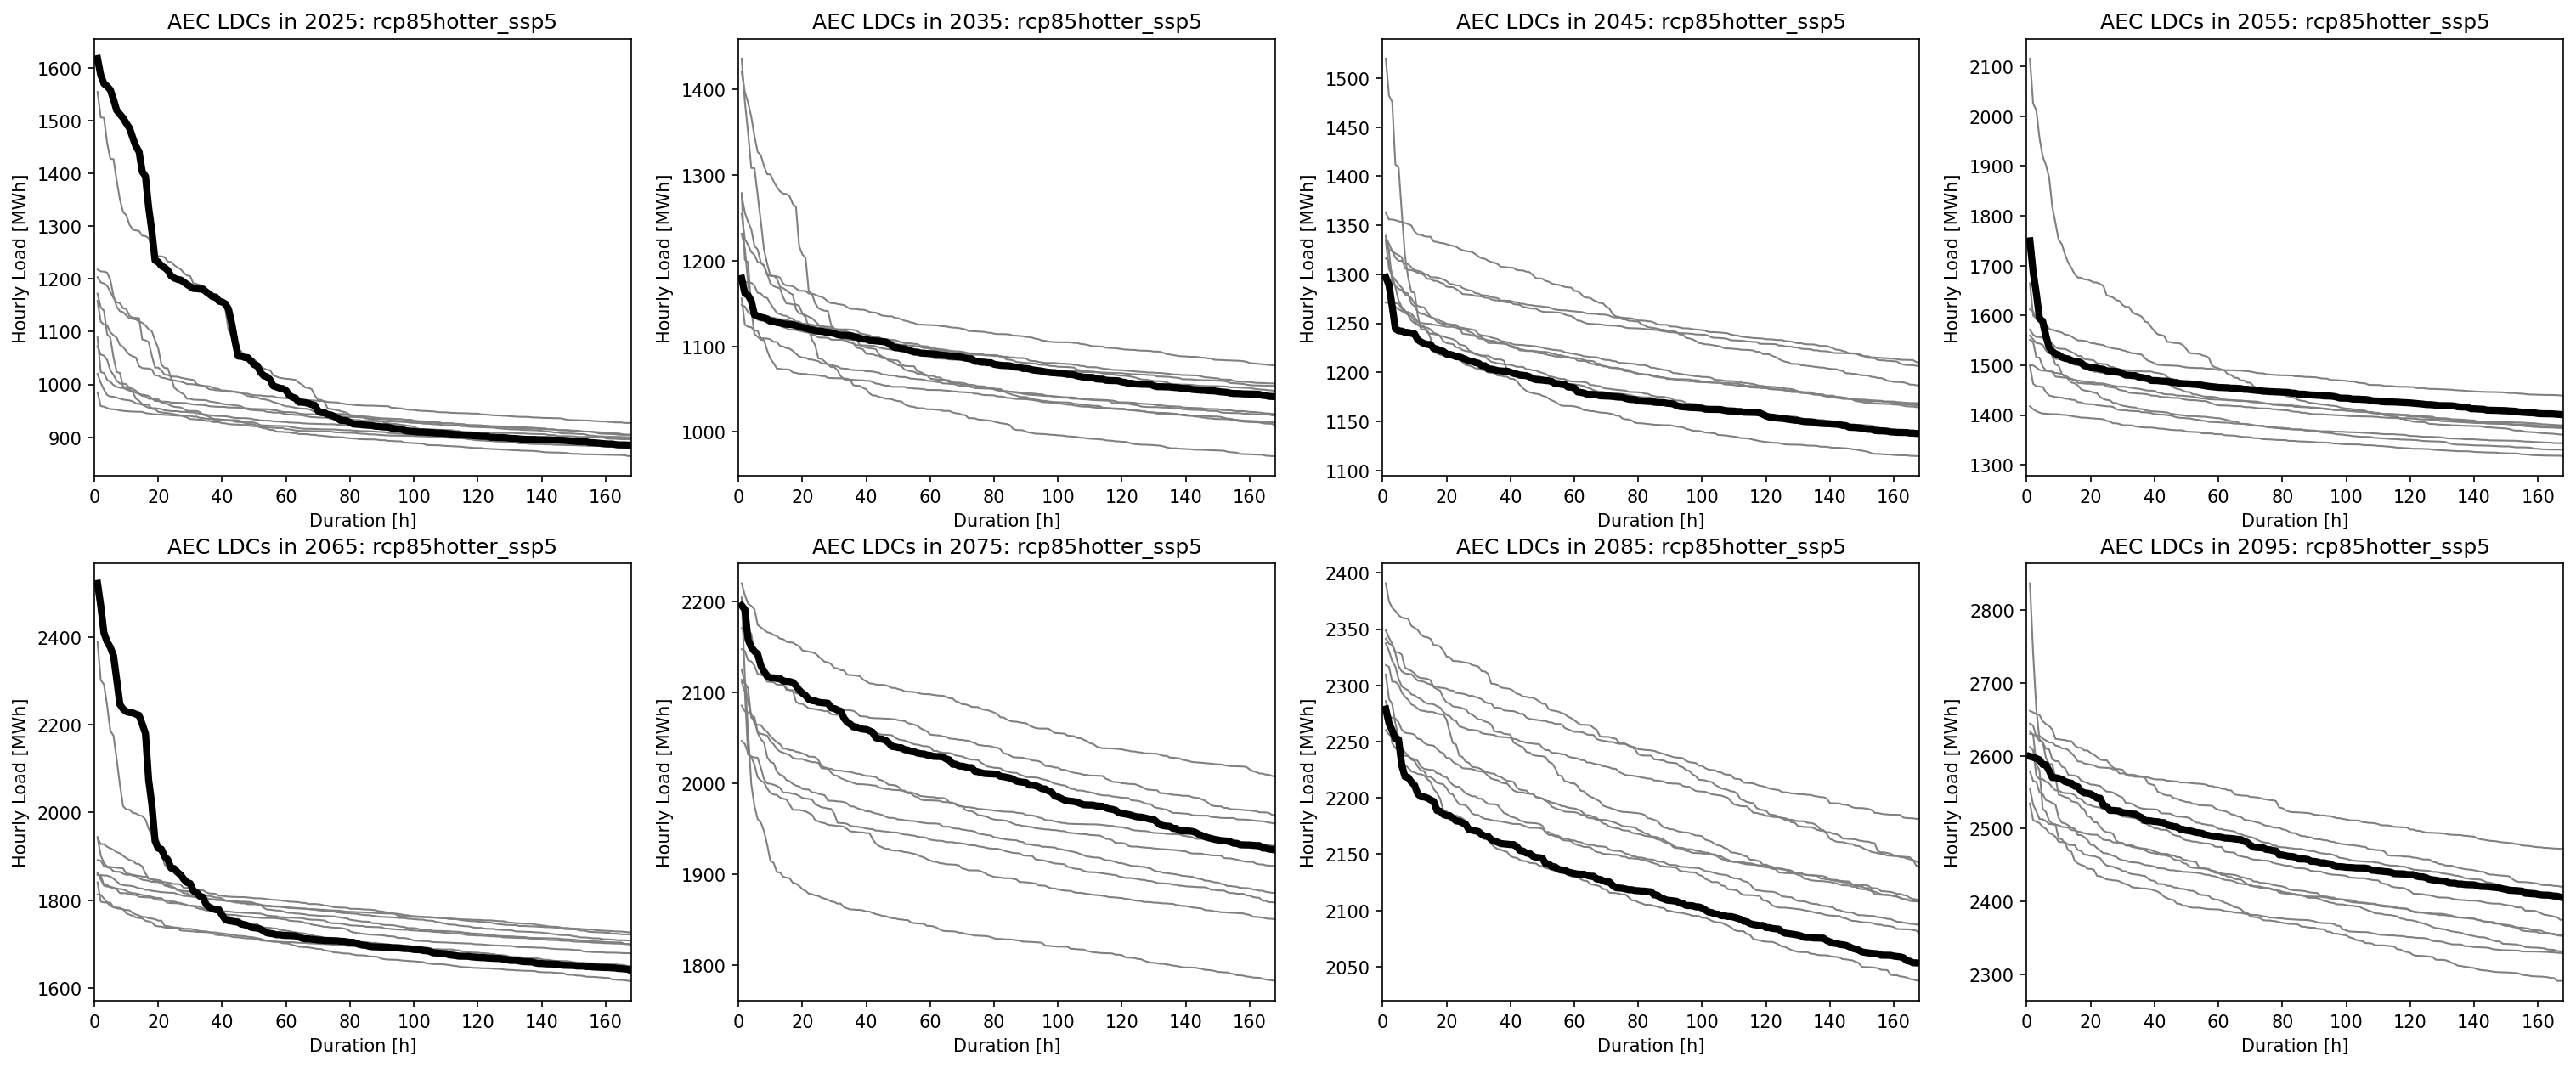 AEC LDCs in 2025: rcp85hotter_ssp5
Hourly Load [MWh]
1600
1500
1400
1300
1200
1100
1000
900
0 20 40 60 80 100 120 140 160
Duration [h]
AEC LDCs in 2035: rcp85hotter_ssp5
Hourly Load [MWh]
1400
1300
1200
1100
1000
0 20 40 60 80 100 120 140 160
Duration [h]
AEC LDCs in 2045: rcp85hotter_ssp5
Hourly Load [MWh]
1500
1450
1400
1350
1300
1250
1200
1150
1100
0 20 40 60 80 100 120 140 160
Duration [h]
AEC LDCs in 2055: rcp85hotter_ssp5
Hourly Load [MWh]
2100
2000
1900
1800
1700
1600
1500
1400
1300
0 20 40 60 80 100 120 140 160
Duration [h]
AEC LDCs in 2065: rcp85hotter_ssp5
Hourly Load [MWh]
2400
2200
2000
1800
1600
0 20 40 60 80 100 120 140 160
Duration [h]
AEC LDCs in 2075: rcp85hotter_ssp5
Hourly Load [MWh]
2200
2100
2000
1900
1800
0 20 40 60 80 100 120 140 160
Duration [h]
AEC LDCs in 2085: rcp85hotter_ssp5
Hourly Load [MWh]
2400
2350
2300
2250
2200
2150
2100
2050
0 20 40 60 80 100 120 140 160
Duration [h]
AEC LDCs in 2095: rcp85hotter_ssp5
Hourly Load [MWh]
2800
2700
2600
2500
2400
2300
0 20 40 60 80 100 120 140 160
Duration [h]